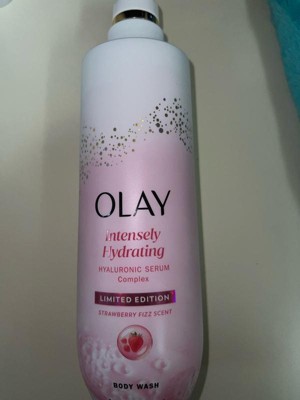 OLAY
Intensely
Hydrating
HYALURONIC SERUM
Complex
LIMITED EDITION
STRAWBERRY FIZZ SCENT
BODY WASH